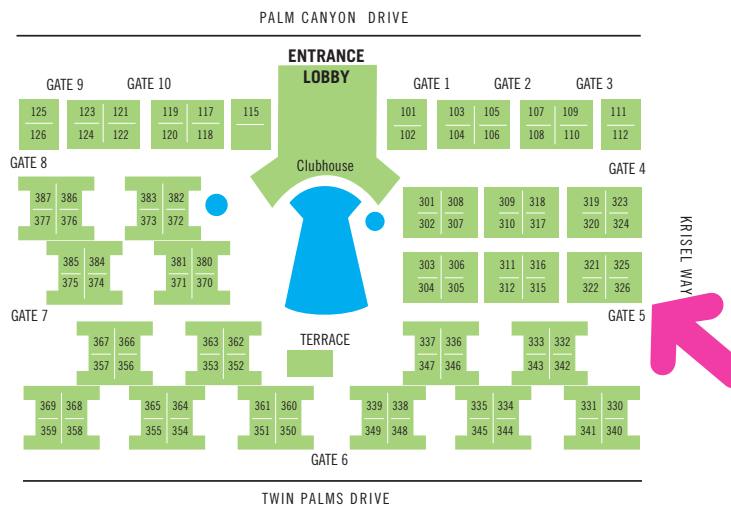 PALM CANYON DRIVE
ENTRANCE
LOBBY
GATE 9 GATE 10 GATE 1 GATE 2 GATE 3
125 123 121 119 117 115 101 103 105 107 109 111
126 124 122 120 118 102 104 106 108 110 112
Clubhouse
GATE 8 GATE 4
387 386 383 382 301 308 309 318 319 323
377 376 373 372 302 307 310 317 320 324
KRISEL WAY
385 384 381 380 303 306 311 316 321 325
375 374 371 370 304 305 312 315 322 326
GATE 7 GATE 5
TERRACE
367 366 363 362 337 336 333 332
357 356 353 352 347 346 343 342
369 368 365 364 361 360 339 338 335 334 331 330
359 358 355 354 351 350 349 348 345 344 341 340
GATE 6
TWIN PALMS DRIVE